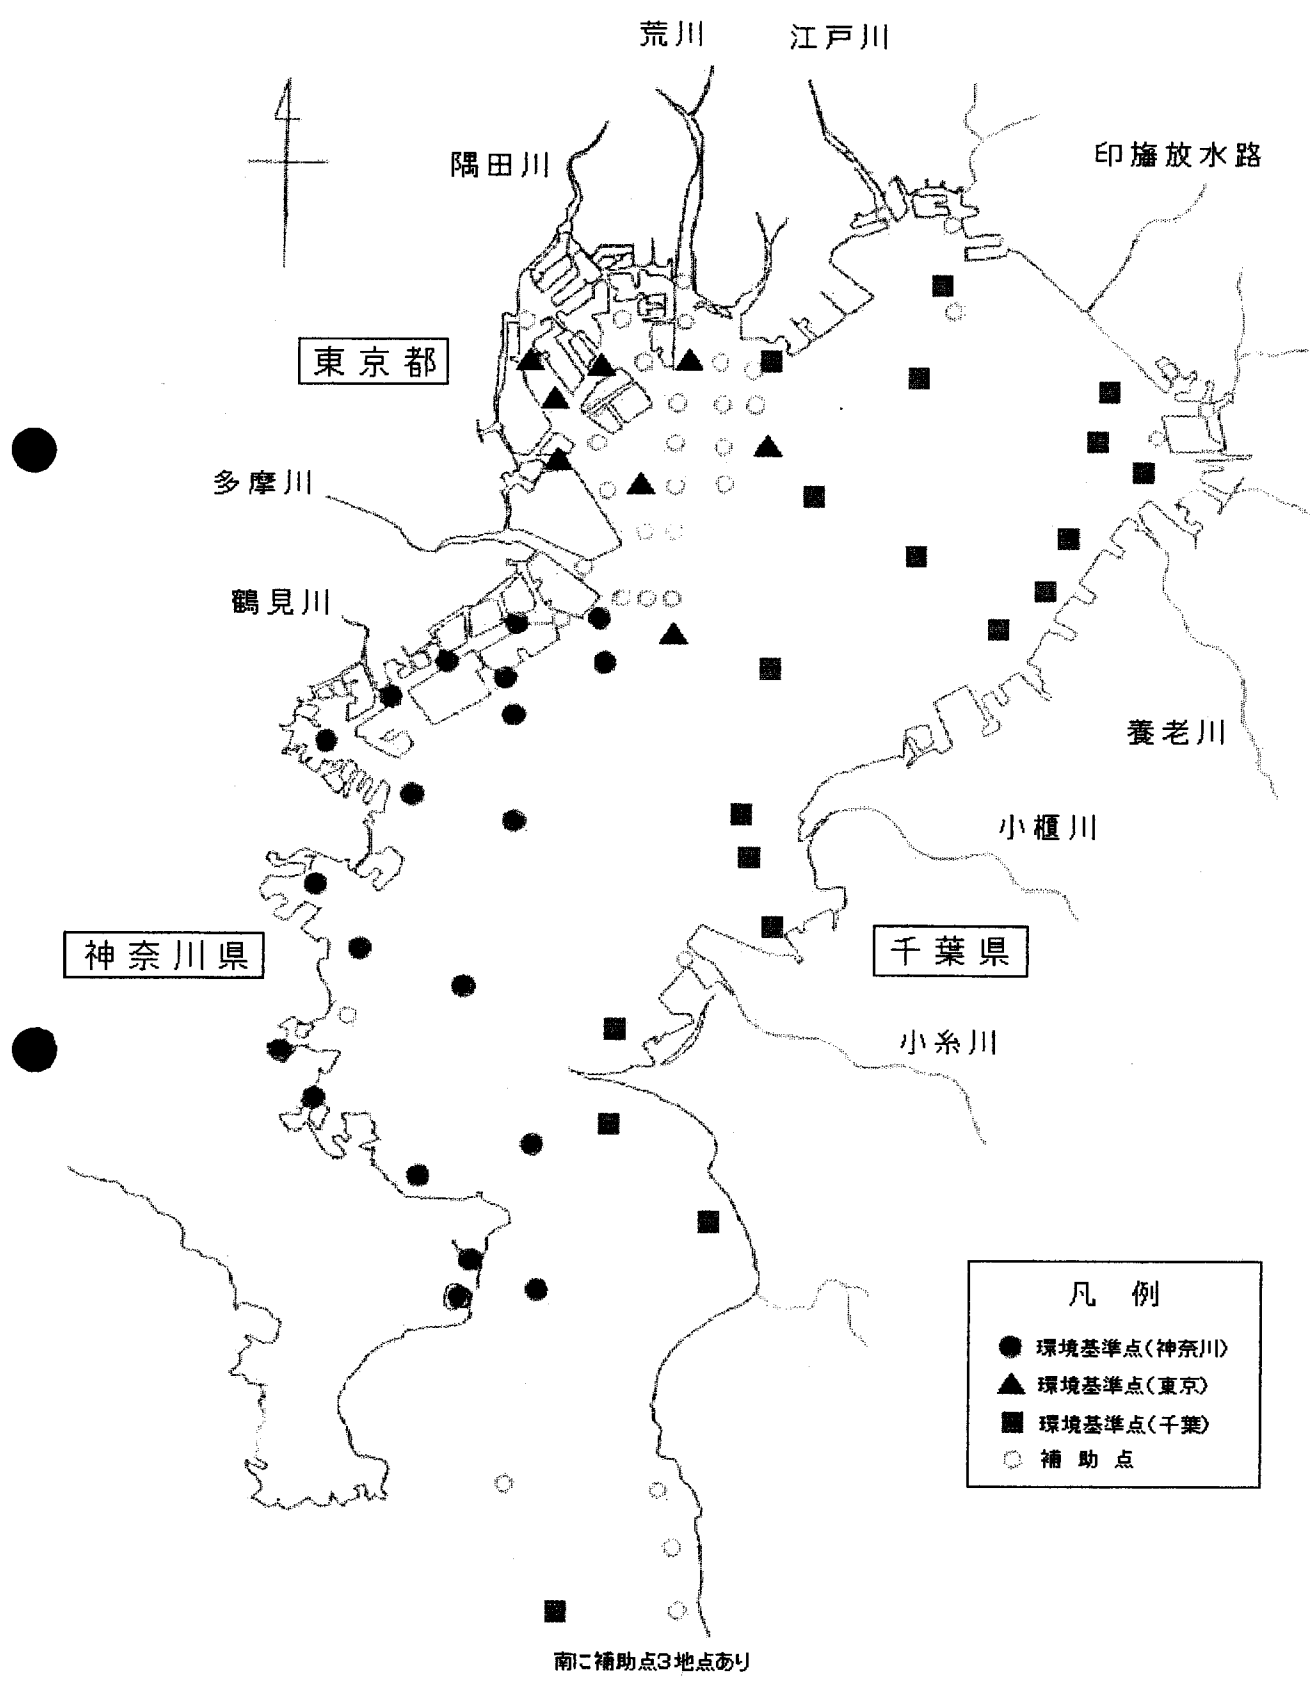 荒川
江戸川
隅田川
印旛放水路
東京都
多摩川
鶴見川
養老川
小櫃川
神奈川県
千葉県
小糸川
凡 例
環境基準点(神奈川)
環境基準点(東京)
環境基準点(千葉)
補 助 点
南に補助点3地点あり